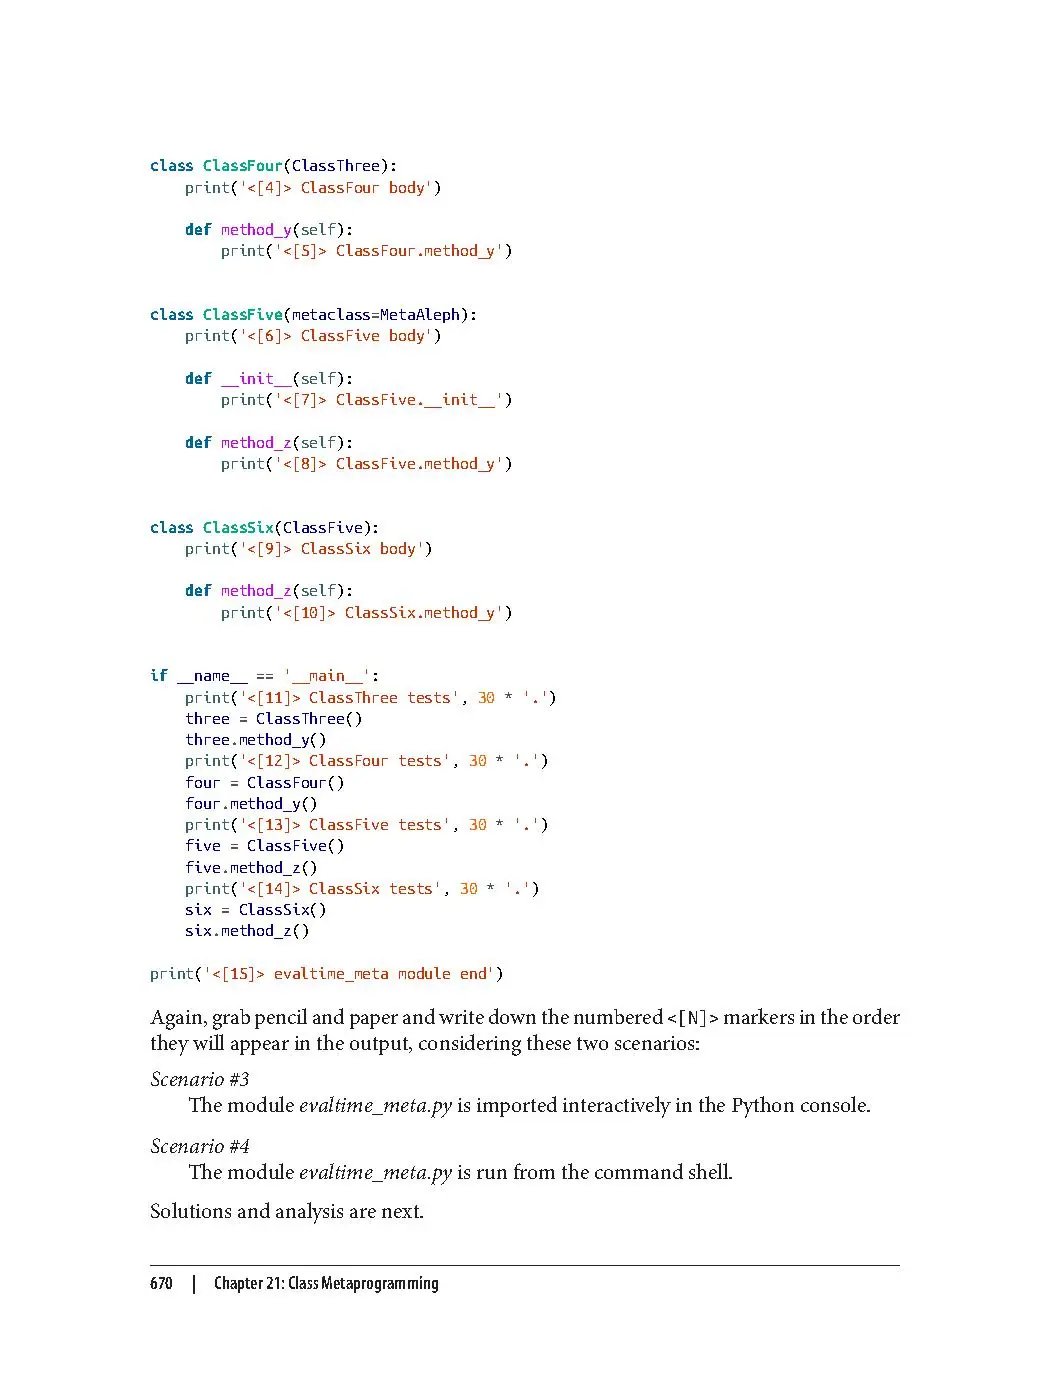 class ClassFour(ClassThree):
    print('<[4]> ClassFour body')

    def method_y(self):
        print('<[5]> ClassFour.method_y')


class ClassFive(metaclass=MetaAleph):
    print('<[6]> ClassFive body')

    def __init__(self):
        print('<[7]> ClassFive.__init__')

    def method_z(self):
        print('<[8]> ClassFive.method_y')


class ClassSix(ClassFive):
    print('<[9]> ClassSix body')

    def method_z(self):
        print('<[10]> ClassSix.method_y')


if __name__ == '__main__':
    print('<[11]> ClassThree tests', 30 * '.')
    three = ClassThree()
    three.method_y()
    print('<[12]> ClassFour tests', 30 * '.')
    four = ClassFour()
    four.method_y()
    print('<[13]> ClassFive tests', 30 * '.')
    five = ClassFive()
    five.method_z()
    print('<[14]> ClassSix tests', 30 * '.')
    six = ClassSix()
    six.method_z()

print('<[15]> evaltime_meta module end')
Again, grab pencil and paper and write down the numbered <[N]> markers in the order
they will appear in the output, considering these two scenarios:
Scenario #3
The module evaltime_meta.py is imported interactively in the Python console.
Scenario #4
The module evaltime_meta.py is run from the command shell.
Solutions and analysis are next.
670 | Chapter 21: Class Metaprogramming